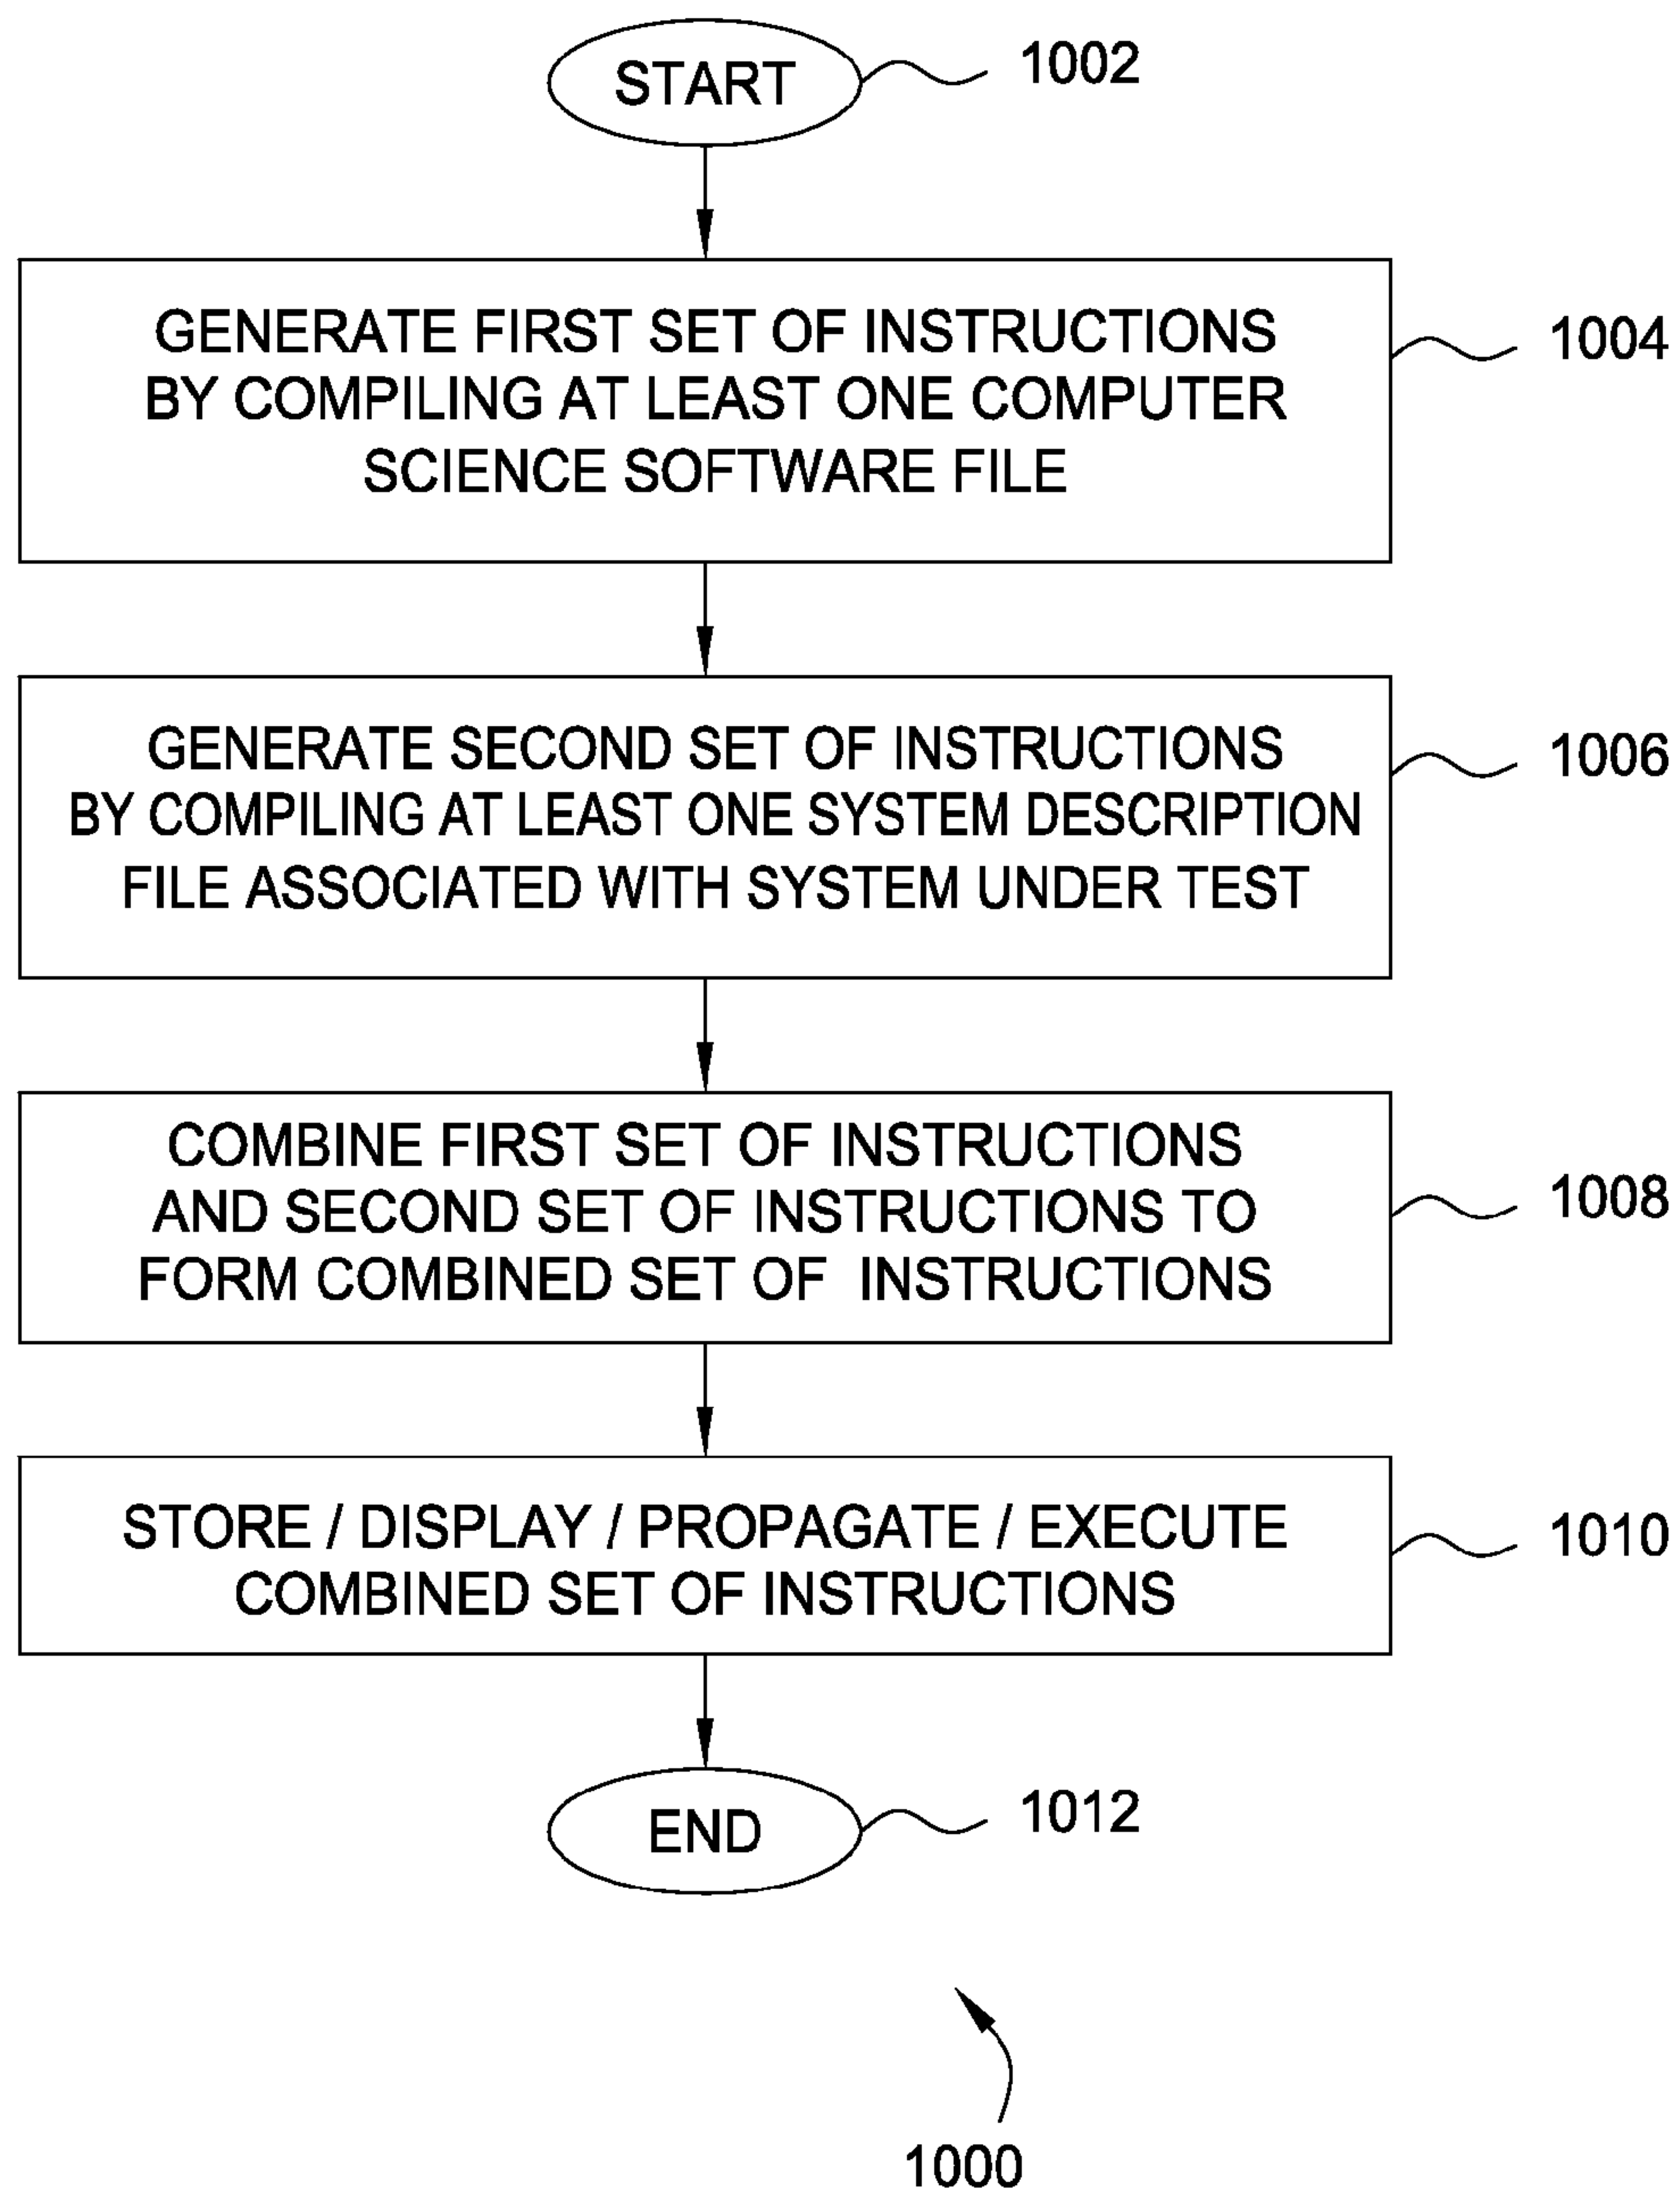 START
1002
GENERATE FIRST SET OF INSTRUCTIONS
BY COMPILING AT LEAST ONE COMPUTER
SCIENCE SOFTWARE FILE
1004
GENERATE SECOND SET OF INSTRUCTIONS
BY COMPILING AT LEAST ONE SYSTEM DESCRIPTION
FILE ASSOCIATED WITH SYSTEM UNDER TEST
1006
COMBINE FIRST SET OF INSTRUCTIONS
AND SECOND SET OF INSTRUCTIONS TO
FORM COMBINED SET OF INSTRUCTIONS
1008
STORE / DISPLAY / PROPAGATE / EXECUTE
COMBINED SET OF INSTRUCTIONS
1010
END
1012
1000